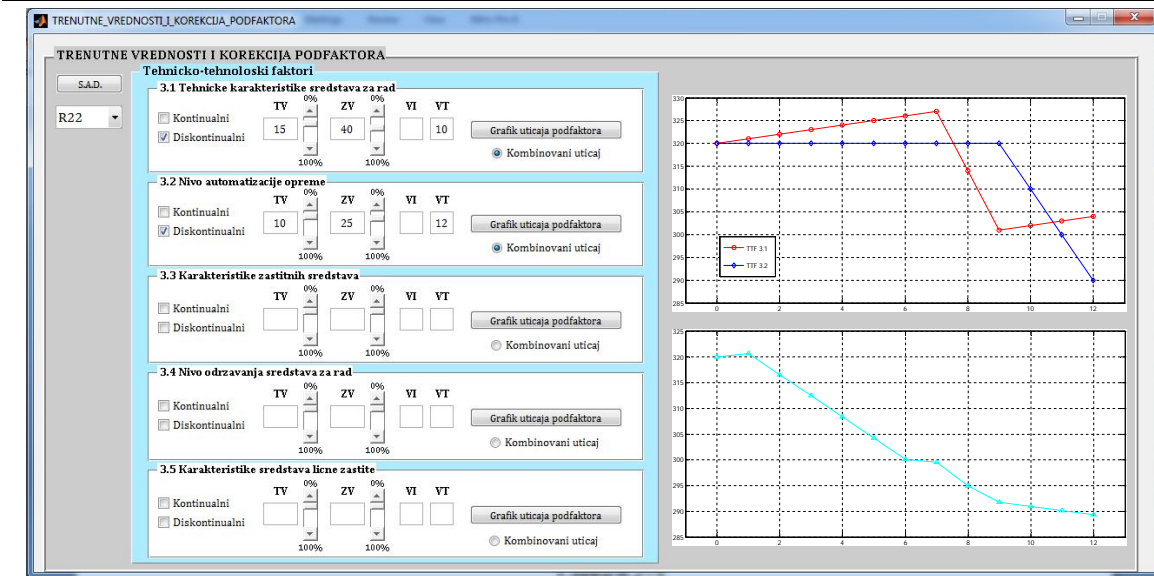 TRENUTNE_VREDNOSTI_I_KOREKCIJA_PODFAKTORA
TRENUTNE VREDNOSTI I KOREKCIJA PODFAKTORA
S.A.D.
R22
Tehnicko-tehnoloski faktori
3.1 Tehnicke karakteristike sredstava za rad
TV 0% ZV 0% VI VT
Kontinualni
Diskontinualni
15 40 10
100% 100%
Grafik uticaja podfaktora
Kombinovani uticaj
3.2 Nivo automatizacije opreme
TV 0% ZV 0% VI VT
Kontinualni
Diskontinualni
10 25 12
100% 100%
Grafik uticaja podfaktora
Kombinovani uticaj
3.3 Karakteristike zastitnih sredstava
TV 0% ZV 0% VI VT
Kontinualni
Diskontinualni
100% 100%
Grafik uticaja podfaktora
Kombinovani uticaj
3.4 Nivo odrzavanja sredstava za rad
TV 0% ZV 0% VI VT
Kontinualni
Diskontinualni
100% 100%
Grafik uticaja podfaktora
Kombinovani uticaj
3.5 Karakteristike sredstava licne zastite
TV 0% ZV 0% VI VT
Kontinualni
Diskontinualni
100% 100%
Grafik uticaja podfaktora
Kombinovani uticaj
330
325
320
315
310
305
300
295
290
285
0 2 4 6 8 10 12
TTF 3.1
TTF 3.2
325
320
315
310
305
300
295
290
285
0 2 4 6 8 10 12